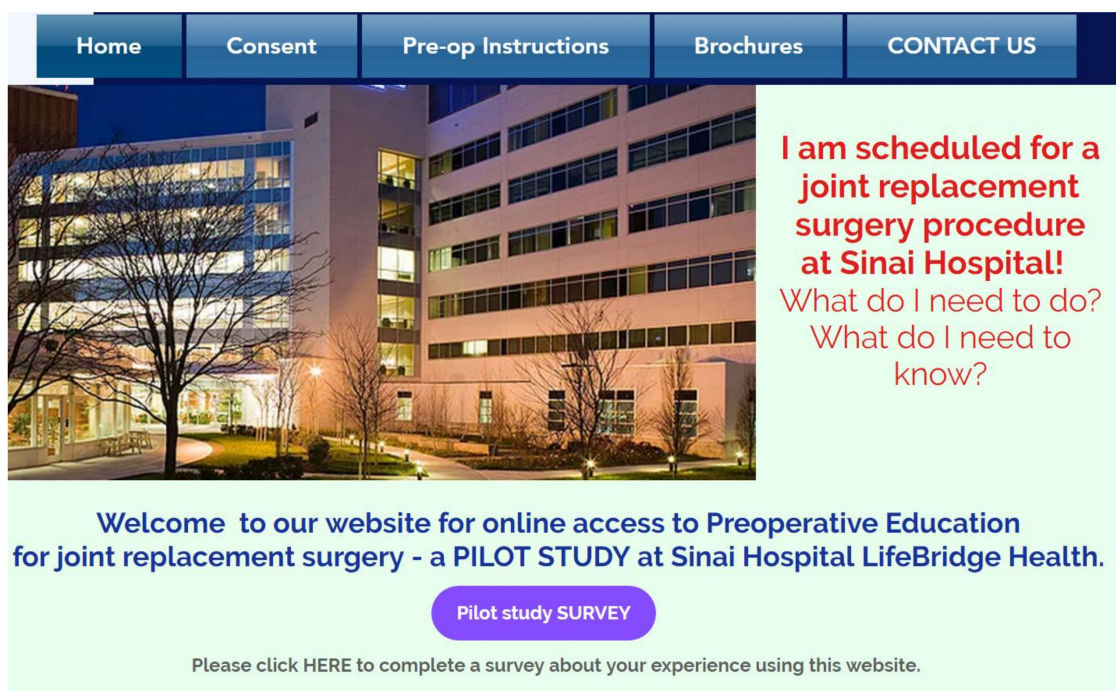 Home
Consent
Pre-op Instructions
Brochures
CONTACT US
I am scheduled for a
joint replacement
surgery procedure
at Sinai Hospital!
What do I need to do?
What do I need to
know?
Welcome to our website for online access to Preoperative Education
for joint replacement surgery - a PILOT STUDY at Sinai Hospital LifeBridge Health.
Pilot study SURVEY
Please click HERE to complete a survey about your experience using this website.